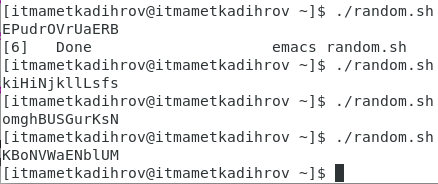 [itmametkadihrov@itmametkadihrov ~]$ ./random.sh
EPudrOVrUaERB
[6]   Done                    emacs random.sh
[itmametkadihrov@itmametkadihrov ~]$ ./random.sh
kiHiNjkllLsfs
[itmametkadihrov@itmametkadihrov ~]$ ./random.sh
omghBUSGurKsN
[itmametkadihrov@itmametkadihrov ~]$ ./random.sh
KBoNVWaENblUM
[itmametkadihrov@itmametkadihrov ~]$